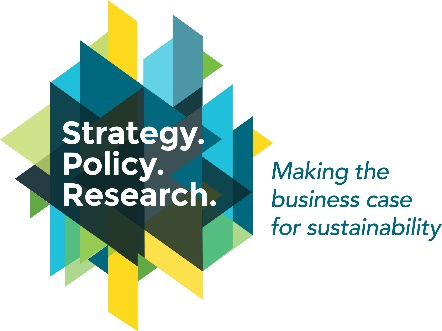 Strategy.
Policy.
Research.
Making the
business case
for sustainability